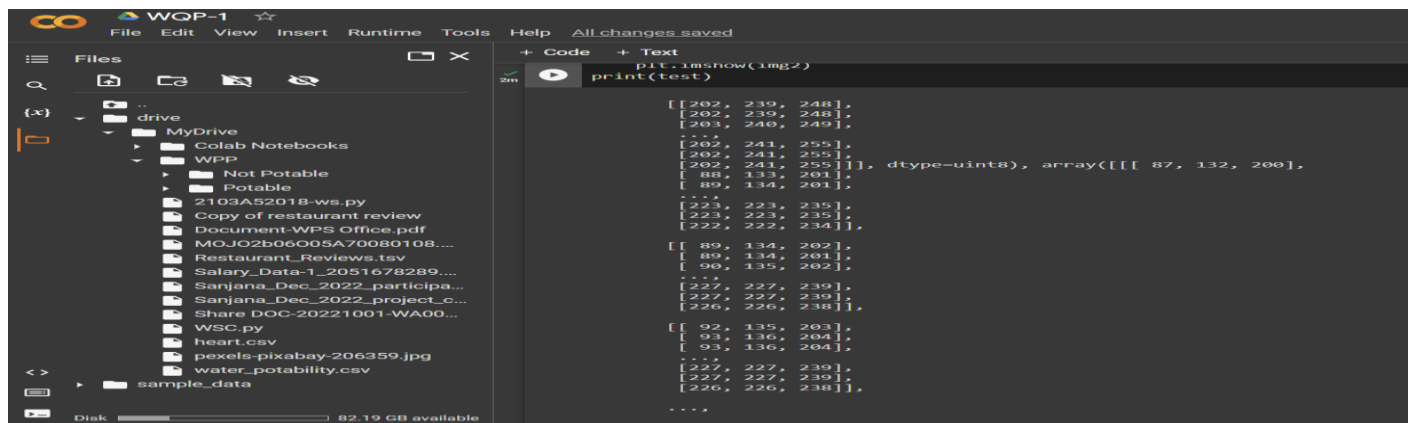 WQP-1
File Edit View Insert Runtime Tools Help All changes saved
Files
+ Code + Text
{x}
..
drive
MyDrive
Colab Notebooks
WPP
Not Potable
Potable
2103A52018-ws.py
Copy of restaurant review
Document-WPS Office.pdf
MOJO2b06O05A70080108....
Restaurant_Reviews.tsv
Salary_Data-1_2051678289....
Sanjana_Dec_2022_participa...
Sanjana_Dec_2022_project_c...
Share DOC-20221001-WA00...
WSC.py
heart.csv
pexels-pixabay-206359.jpg
water_potability.csv
sample_data
< >
Disk 82.19 GB available
2m
plt.imshow(img2)
print(test)
[[202, 239, 248],
[202, 239, 248],
[203, 240, 249],
...,
[202, 241, 255],
[202, 241, 255],
[202, 241, 255]]], dtype=uint8), array([[[ 87, 132, 200],
[ 88, 133, 201],
[ 89, 134, 201],
...,
[223, 223, 235],
[223, 223, 235],
[222, 222, 234]],
[[ 89, 134, 202],
[ 89, 134, 201],
[ 90, 135, 202],
...,
[227, 227, 239],
[227, 227, 239],
[226, 226, 238]],
[[ 92, 135, 203],
[ 93, 136, 204],
[ 93, 136, 204],
...,
[227, 227, 239],
[227, 227, 239],
[226, 226, 238]],
...,